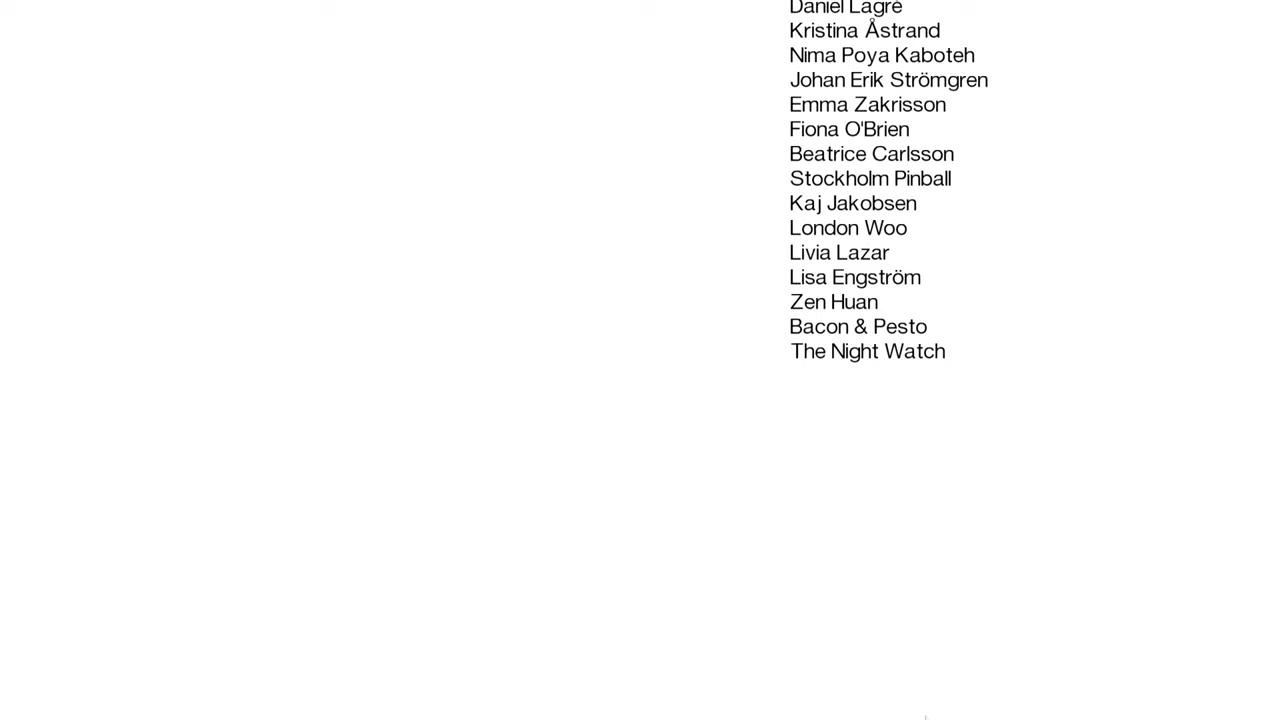 Daniel Lagré
Kristina Åstrand
Nima Poya Kaboteh
Johan Erik Strömgren
Emma Zakrisson
Fiona O'Brien
Beatrice Carlsson
Stockholm Pinball
Kaj Jakobsen
London Woo
Livia Lazar
Lisa Engström
Zen Huan
Bacon & Pesto
The Night Watch